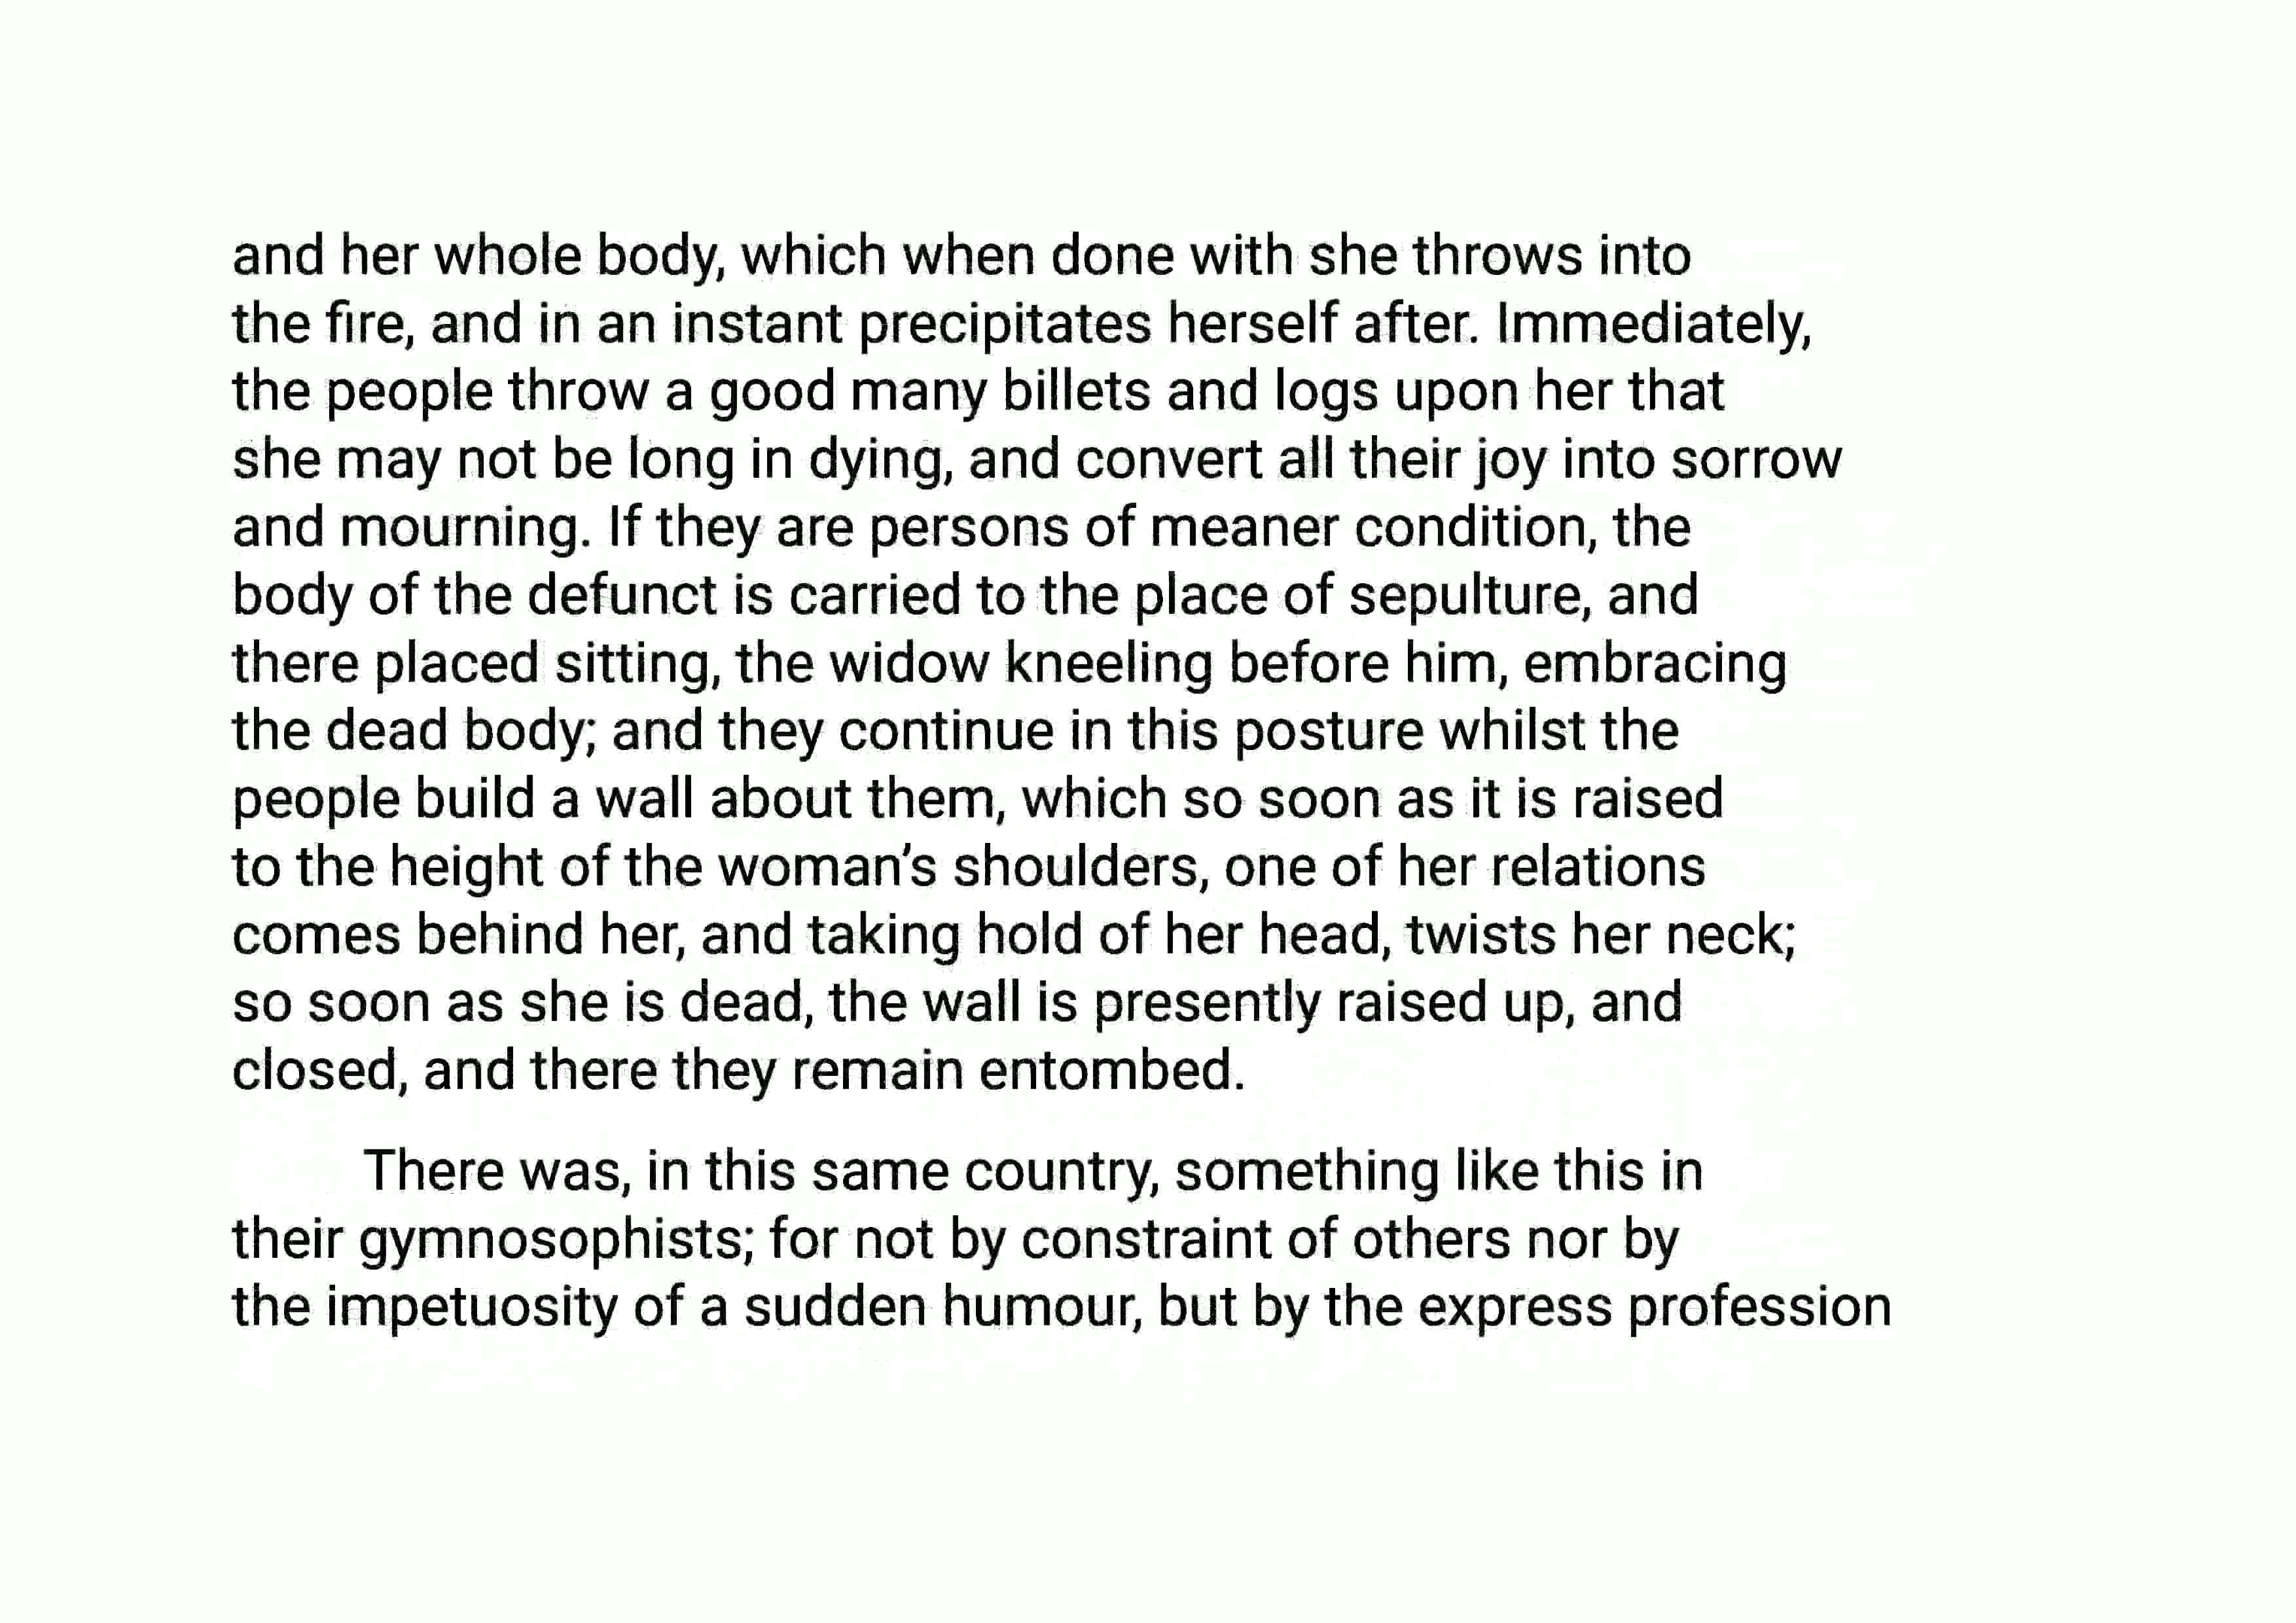 and her whole body, which when done with she throws into
the fire, and in an instant precipitates herself after. Immediately,
the people throw a good many billets and logs upon her that
she may not be long in dying, and convert all their joy into sorrow
and mourning. If they are persons of meaner condition, the
body of the defunct is carried to the place of sepulture, and
there placed sitting, the widow kneeling before him, embracing
the dead body; and they continue in this posture whilst the
people build a wall about them, which so soon as it is raised
to the height of the woman’s shoulders, one of her relations
comes behind her, and taking hold of her head, twists her neck;
so soon as she is dead, the wall is presently raised up, and
closed, and there they remain entombed.
There was, in this same country, something like this in
their gymnosophists; for not by constraint of others nor by
the impetuosity of a sudden humour, but by the express profession